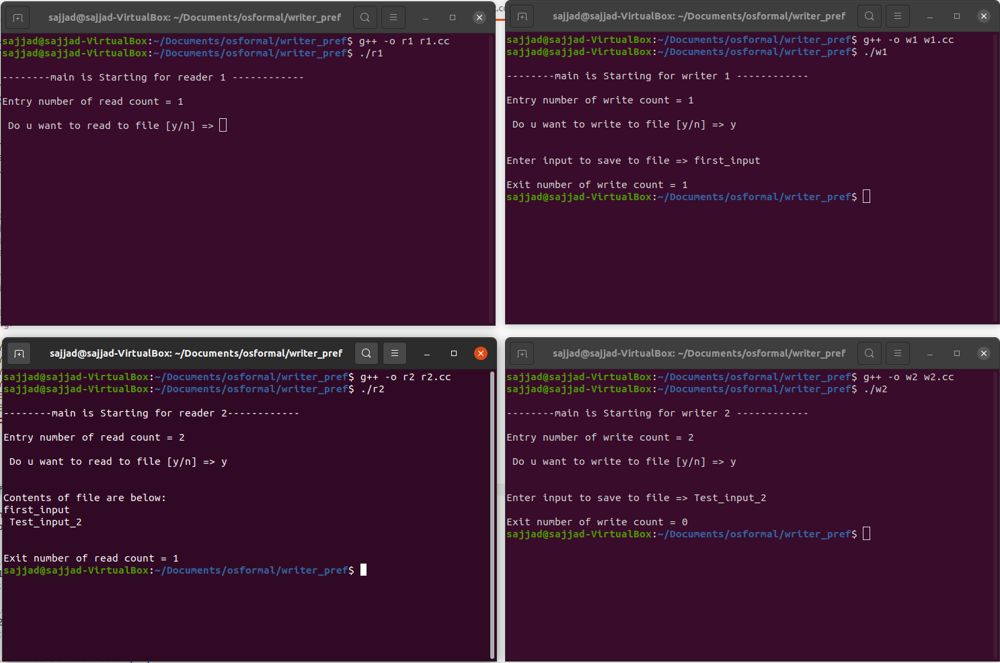 sajjad@sajjad-VirtualBox: ~/Documents/osformal/writer_pref
sajjad@sajjad-VirtualBox:~/Documents/osformal/writer_pref$ g++ -o r1 r1.cc
sajjad@sajjad-VirtualBox:~/Documents/osformal/writer_pref$ ./r1
--------main is Starting for reader 1 ------------
Entry number of read count = 1
Do u want to read to file [y/n] =>
sajjad@sajjad-VirtualBox: ~/Documents/osformal/writer_pref
sajjad@sajjad-VirtualBox:~/Documents/osformal/writer_pref$ g++ -o w1 w1.cc
sajjad@sajjad-VirtualBox:~/Documents/osformal/writer_pref$ ./w1
--------main is Starting for writer 1 ------------
Entry number of write count = 1
Do u want to write to file [y/n] => y
Enter input to save to file => first_input
Exit number of write count = 1
sajjad@sajjad-VirtualBox:~/Documents/osformal/writer_pref$
sajjad@sajjad-VirtualBox: ~/Documents/osformal/writer_pref
sajjad@sajjad-VirtualBox:~/Documents/osformal/writer_pref$ g++ -o r2 r2.cc
sajjad@sajjad-VirtualBox:~/Documents/osformal/writer_pref$ ./r2
--------main is Starting for reader 2------------
Entry number of read count = 2
Do u want to read to file [y/n] => y
Contents of file are below:
first_input
Test_input_2
Exit number of read count = 1
sajjad@sajjad-VirtualBox:~/Documents/osformal/writer_pref$
sajjad@sajjad-VirtualBox: ~/Documents/osformal/writer_pref
sajjad@sajjad-VirtualBox:~/Documents/osformal/writer_pref$ g++ -o w2 w2.cc
sajjad@sajjad-VirtualBox:~/Documents/osformal/writer_pref$ ./w2
--------main is Starting for writer 2 ------------
Entry number of write count = 2
Do u want to write to file [y/n] => y
Enter input to save to file => Test_input_2
Exit number of write count = 0
sajjad@sajjad-VirtualBox:~/Documents/osformal/writer_pref$